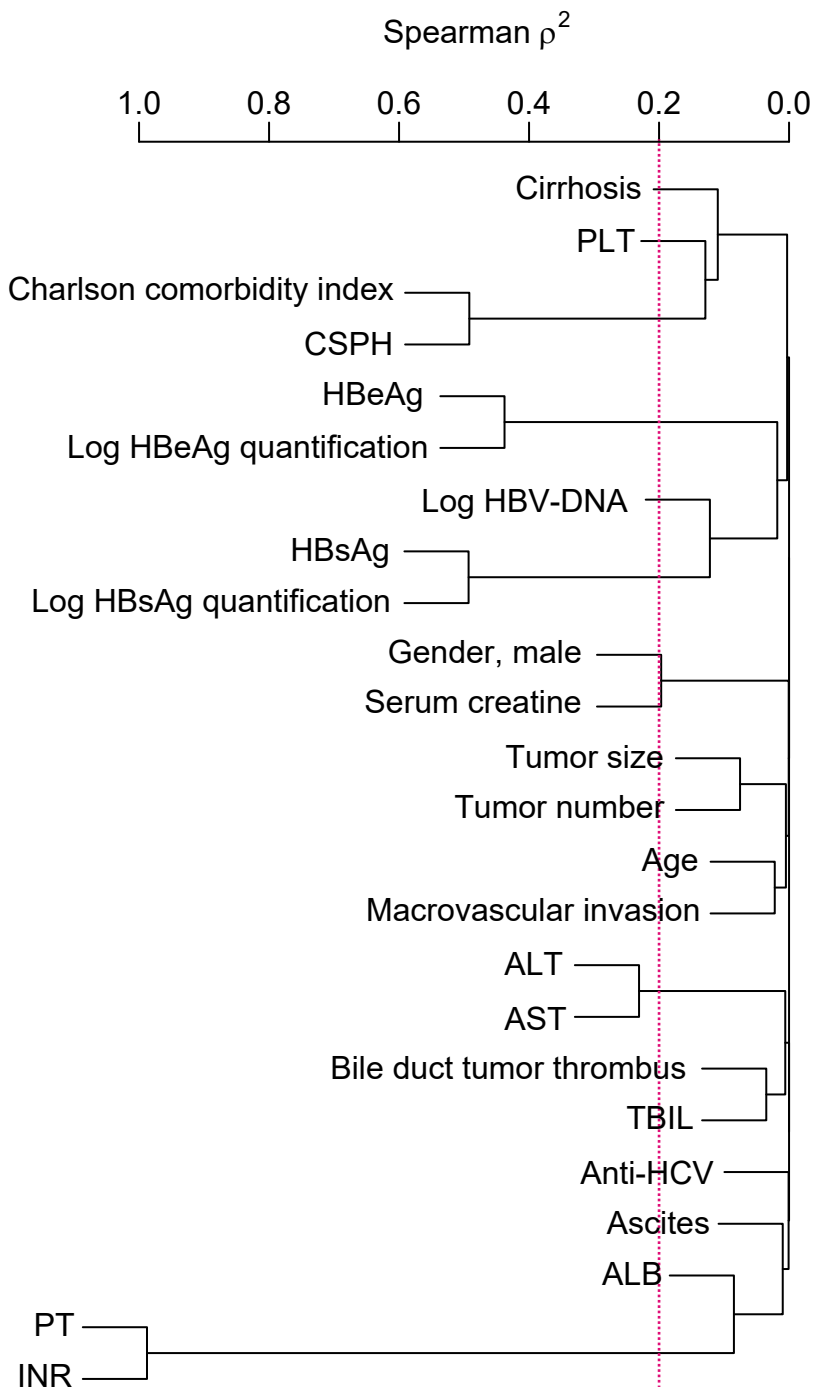 Spearman ρ²
1.0 0.8 0.6 0.4 0.2 0.0
Cirrhosis
PLT
Charlson comorbidity index
CSPH
HBeAg
Log HBeAg quantification
Log HBV-DNA
HBsAg
Log HBsAg quantification
Gender, male
Serum creatine
Tumor size
Tumor number
Age
Macrovascular invasion
ALT
AST
Bile duct tumor thrombus
TBIL
Anti-HCV
Ascites
ALB
PT
INR